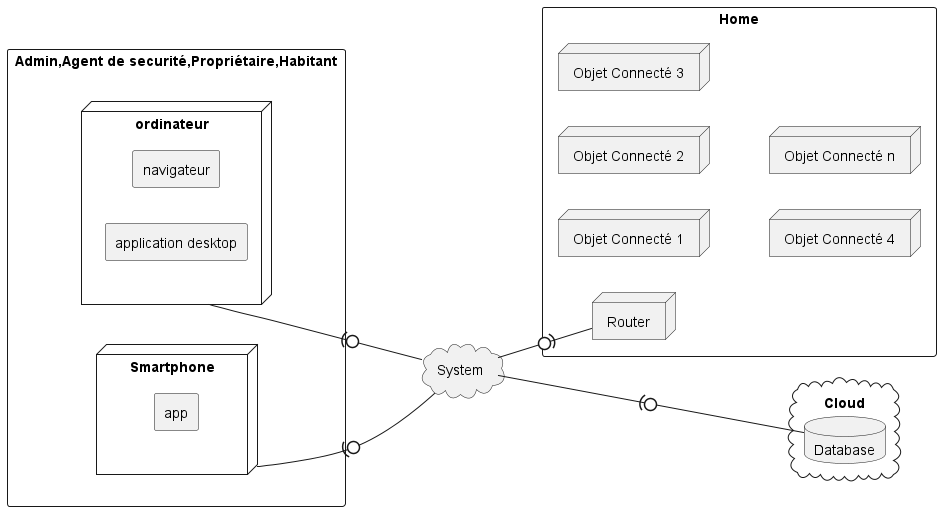 Admin,Agent de securité,Propriétaire,Habitant
ordinateur
navigateur
application desktop
Smartphone
app
System
Home
Objet Connecté 3
Objet Connecté 2
Objet Connecté n
Objet Connecté 1
Objet Connecté 4
Router
Cloud
Database